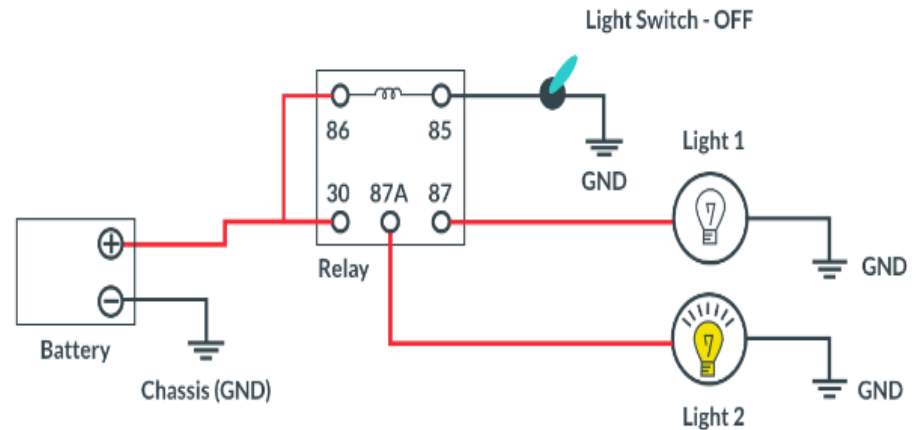 Light Switch - OFF
86
85
Light 1
GND
30
87A
87
+
Relay
GND
−
Battery
Chassis (GND)
GND
Light 2